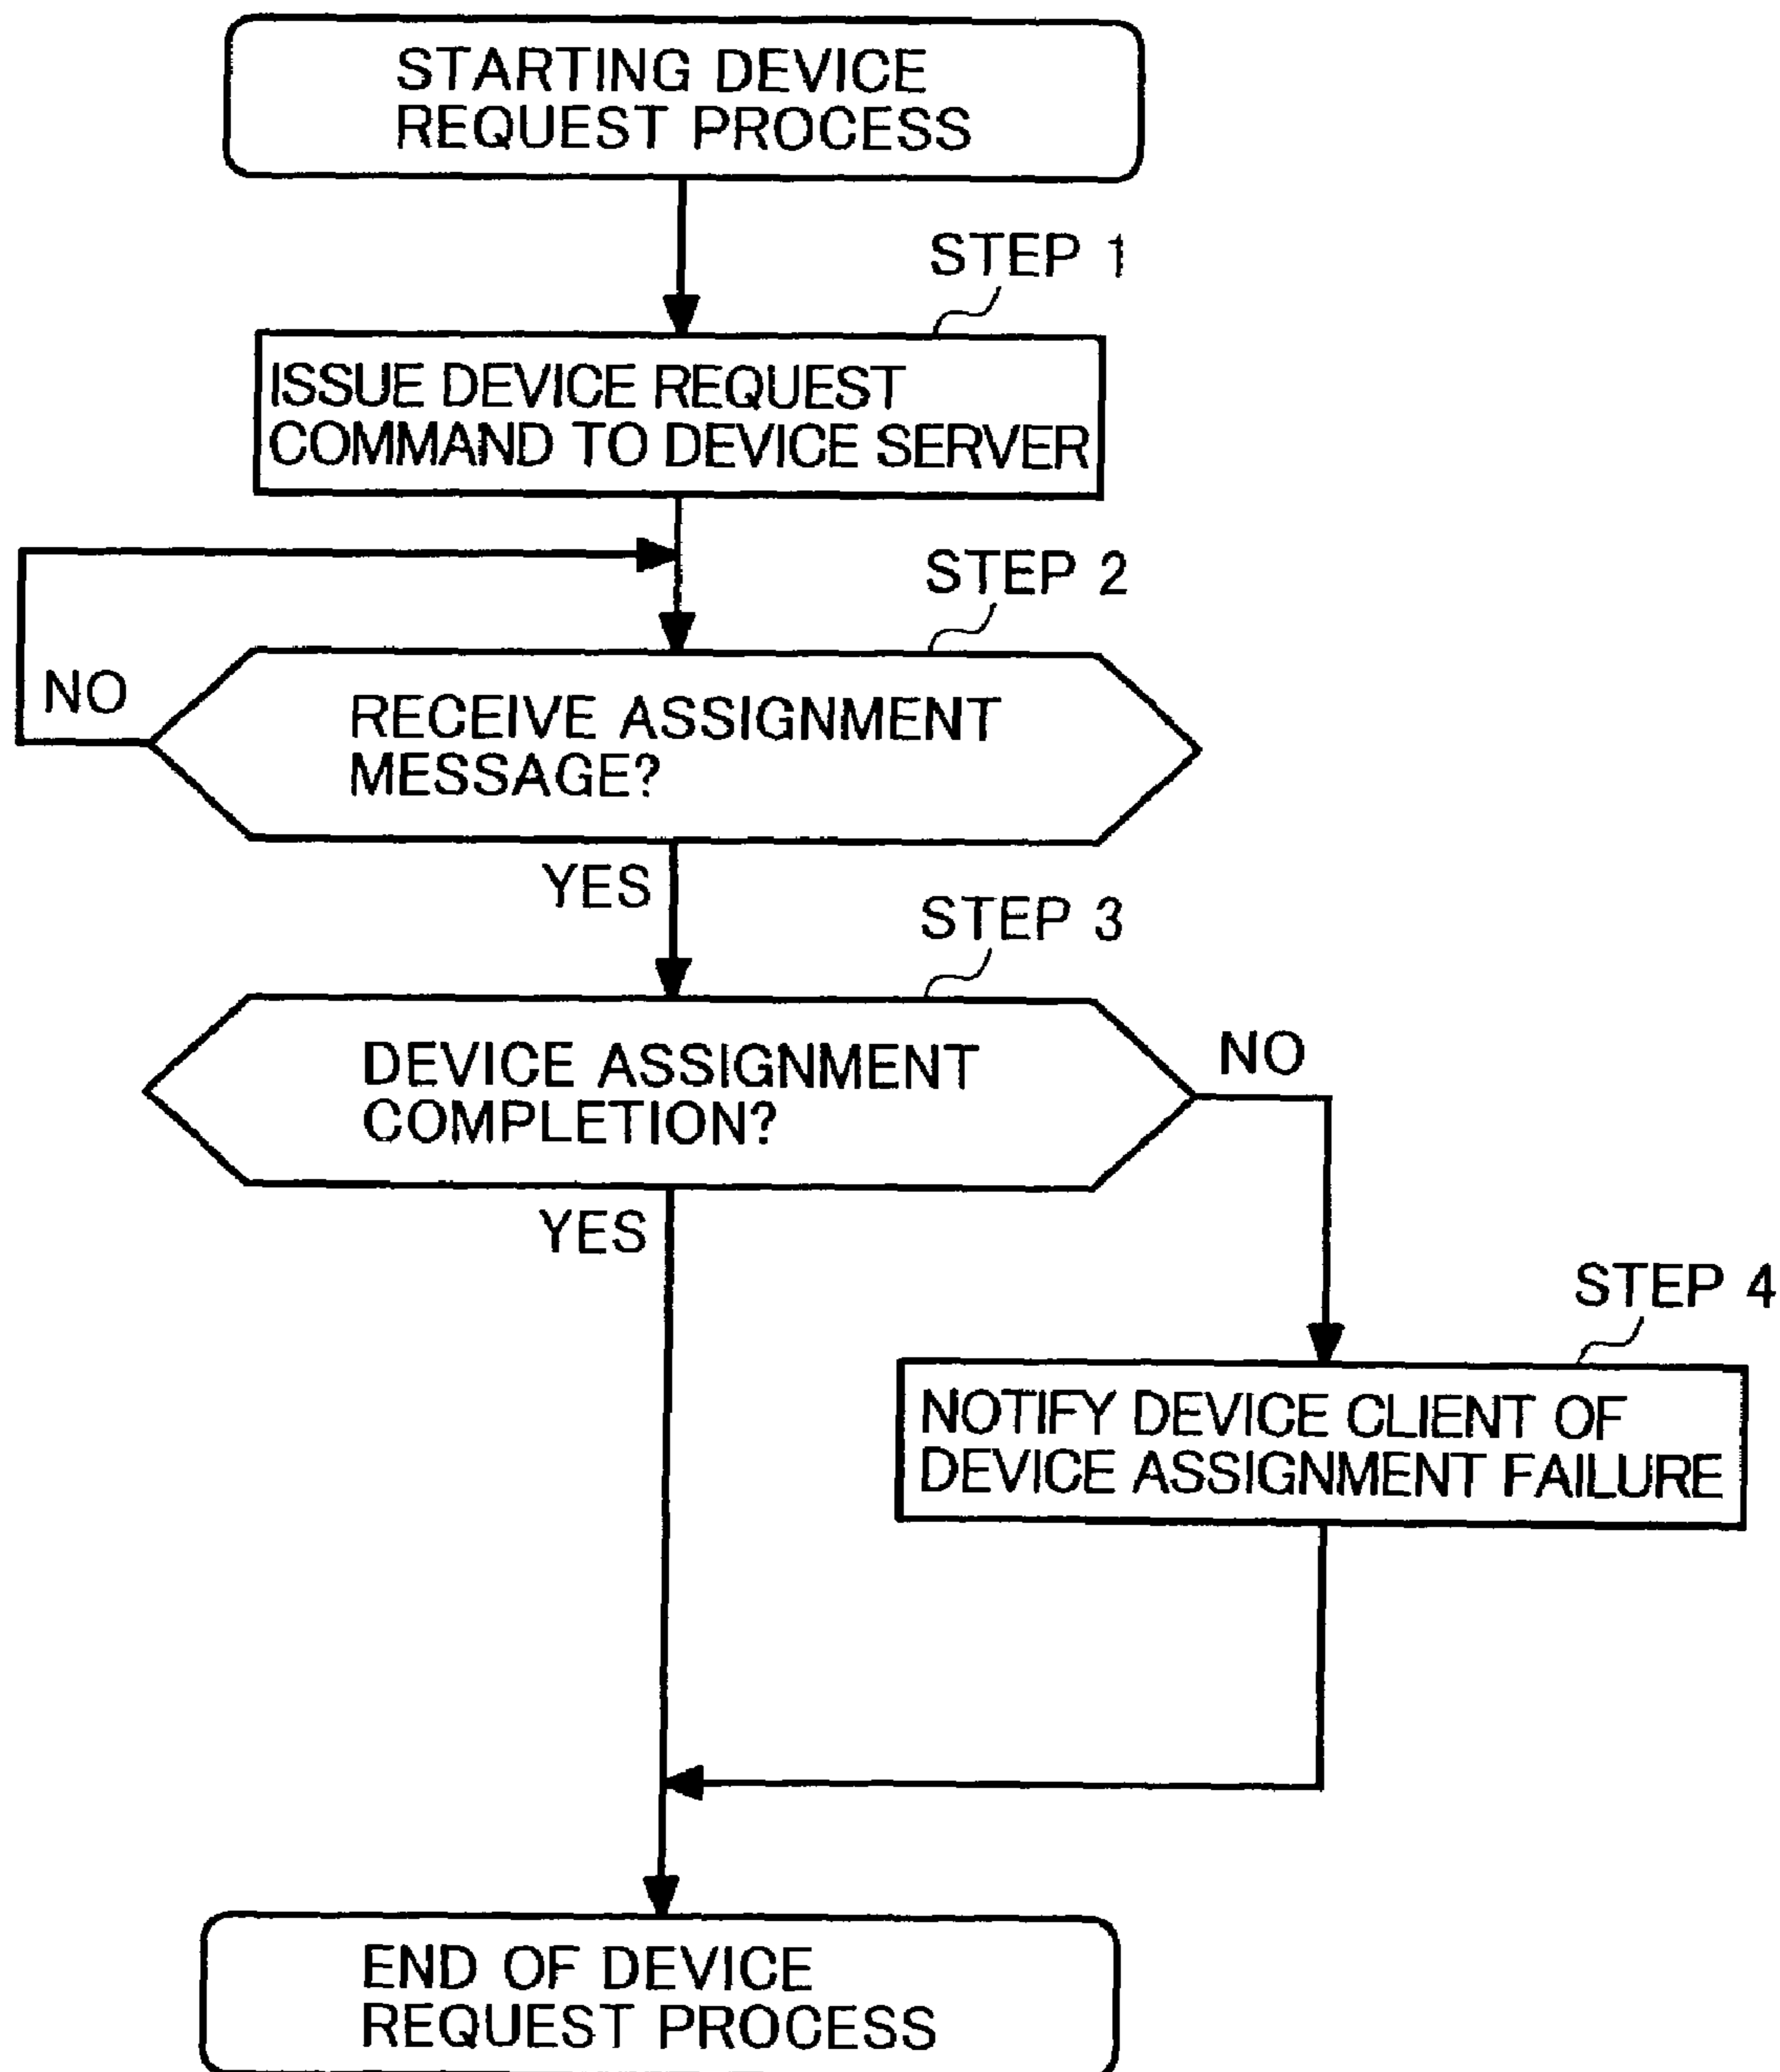 STARTING DEVICE
REQUEST PROCESS
STEP 1
ISSUE DEVICE REQUEST
COMMAND TO DEVICE SERVER
STEP 2
NO
RECEIVE ASSIGNMENT
MESSAGE?
YES
STEP 3
DEVICE ASSIGNMENT
COMPLETION?
NO
YES
STEP 4
NOTIFY DEVICE CLIENT OF
DEVICE ASSIGNMENT FAILURE
END OF DEVICE
REQUEST PROCESS